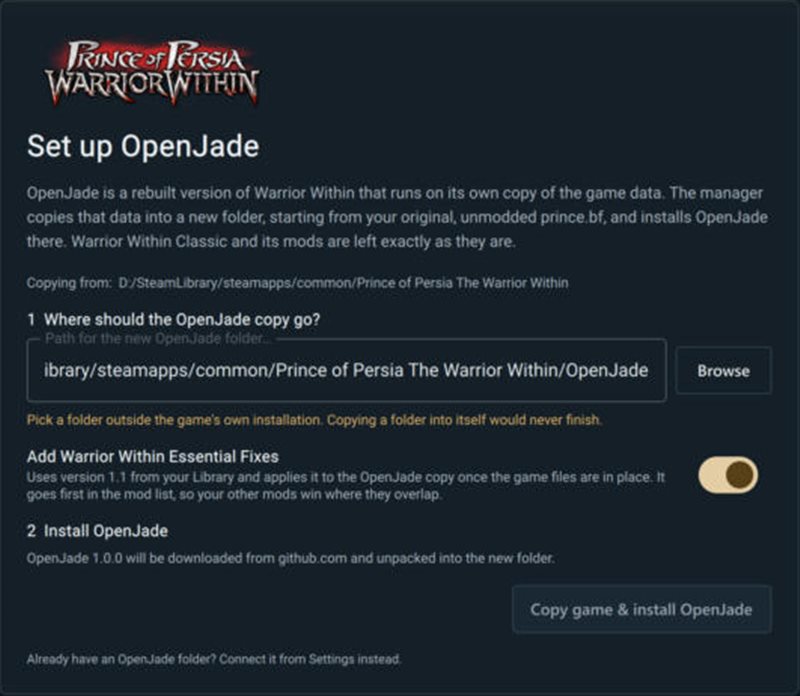 PRINCE OF PERSIA
WARRIOR WITHIN
Set up OpenJade
OpenJade is a rebuilt version of Warrior Within that runs on its own copy of the game data. The manager
copies that data into a new folder, starting from your original, unmodded prince.bf, and installs OpenJade
there. Warrior Within Classic and its mods are left exactly as they are.
Copying from: D:/SteamLibrary/steamapps/common/Prince of Persia The Warrior Within
1 Where should the OpenJade copy go?
Path for the new OpenJade folder...
ibrary/steamapps/common/Prince of Persia The Warrior Within/OpenJade
Browse
Pick a folder outside the game's own installation. Copying a folder into itself would never finish.
Add Warrior Within Essential Fixes
Uses version 1.1 from your Library and applies it to the OpenJade copy once the game files are in place. It
goes first in the mod list, so your other mods win where they overlap.
2 Install OpenJade
OpenJade 1.0.0 will be downloaded from github.com and unpacked into the new folder.
Copy game & install OpenJade
Already have an OpenJade folder? Connect it from Settings instead.